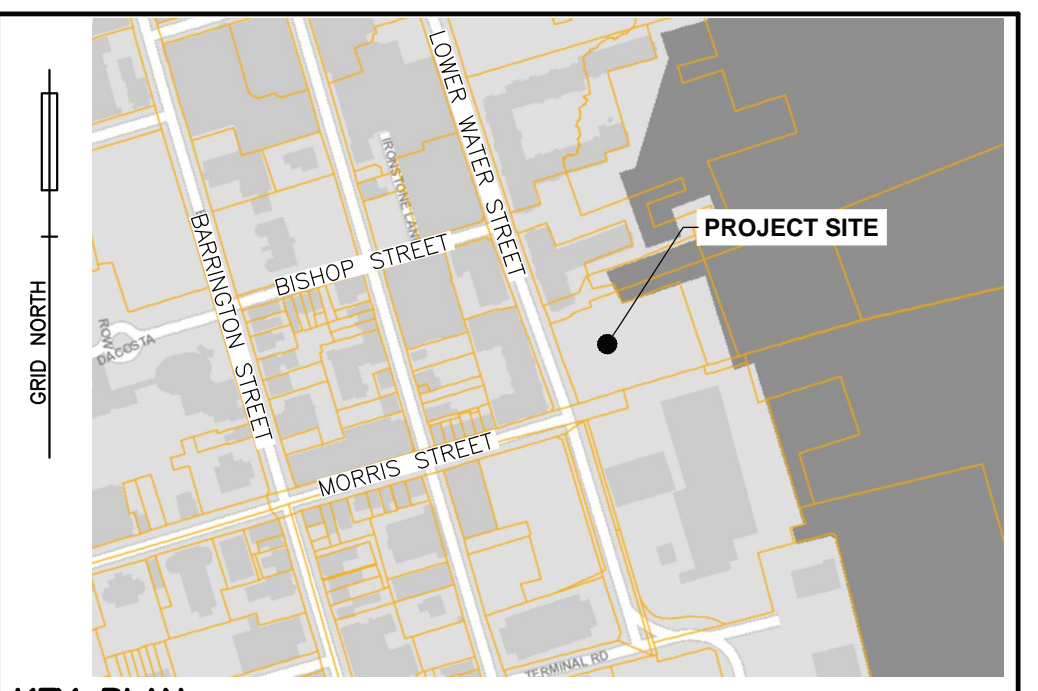 LOWER WATER STREET
IRONSTONE LAN
PROJECT SITE
BARRINGTON STREET
BISHOP STREET
GRID NORTH
ROW
DACOSTA
MORRIS STREET
TERMINAL RD
KEY PLAN